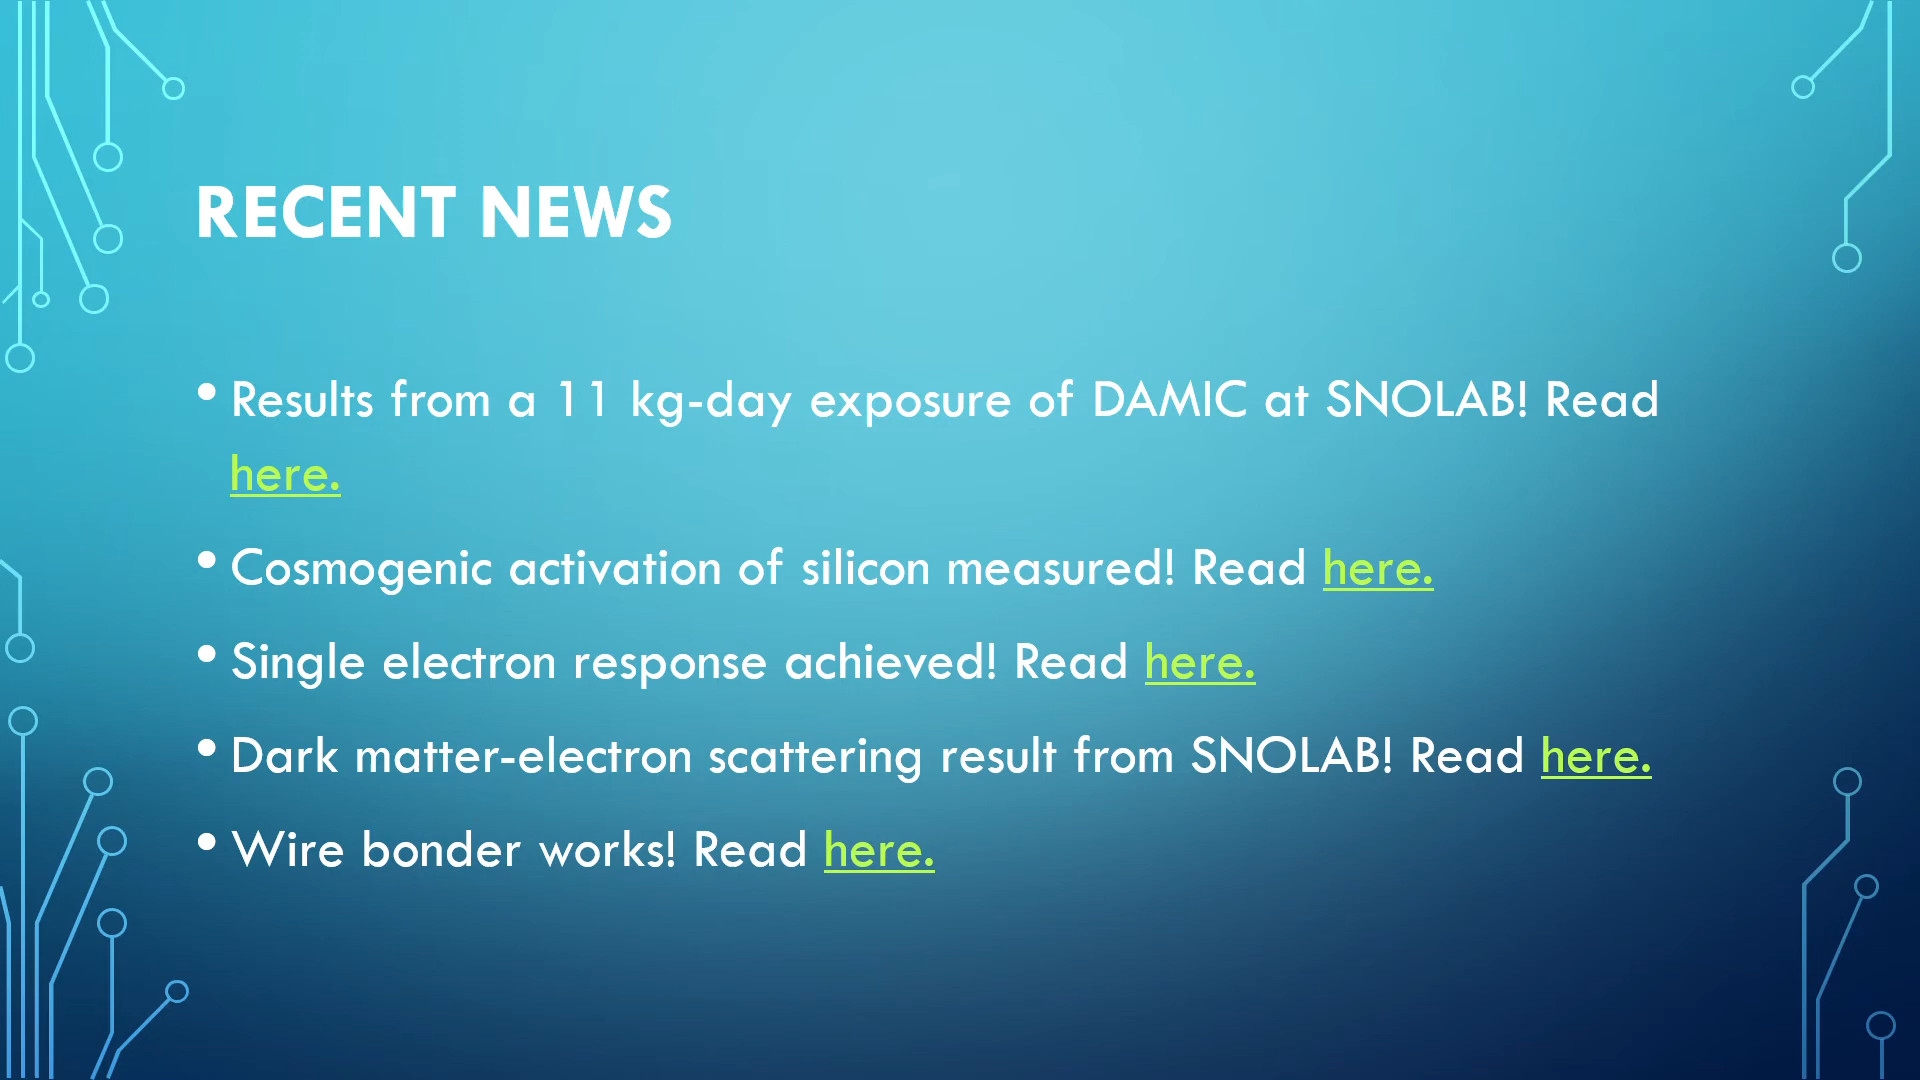 RECENT NEWS
• Results from a 11 kg-day exposure of DAMIC at SNOLAB! Read
here.
• Cosmogenic activation of silicon measured! Read here.
• Single electron response achieved! Read here.
• Dark matter-electron scattering result from SNOLAB! Read here.
• Wire bonder works! Read here.